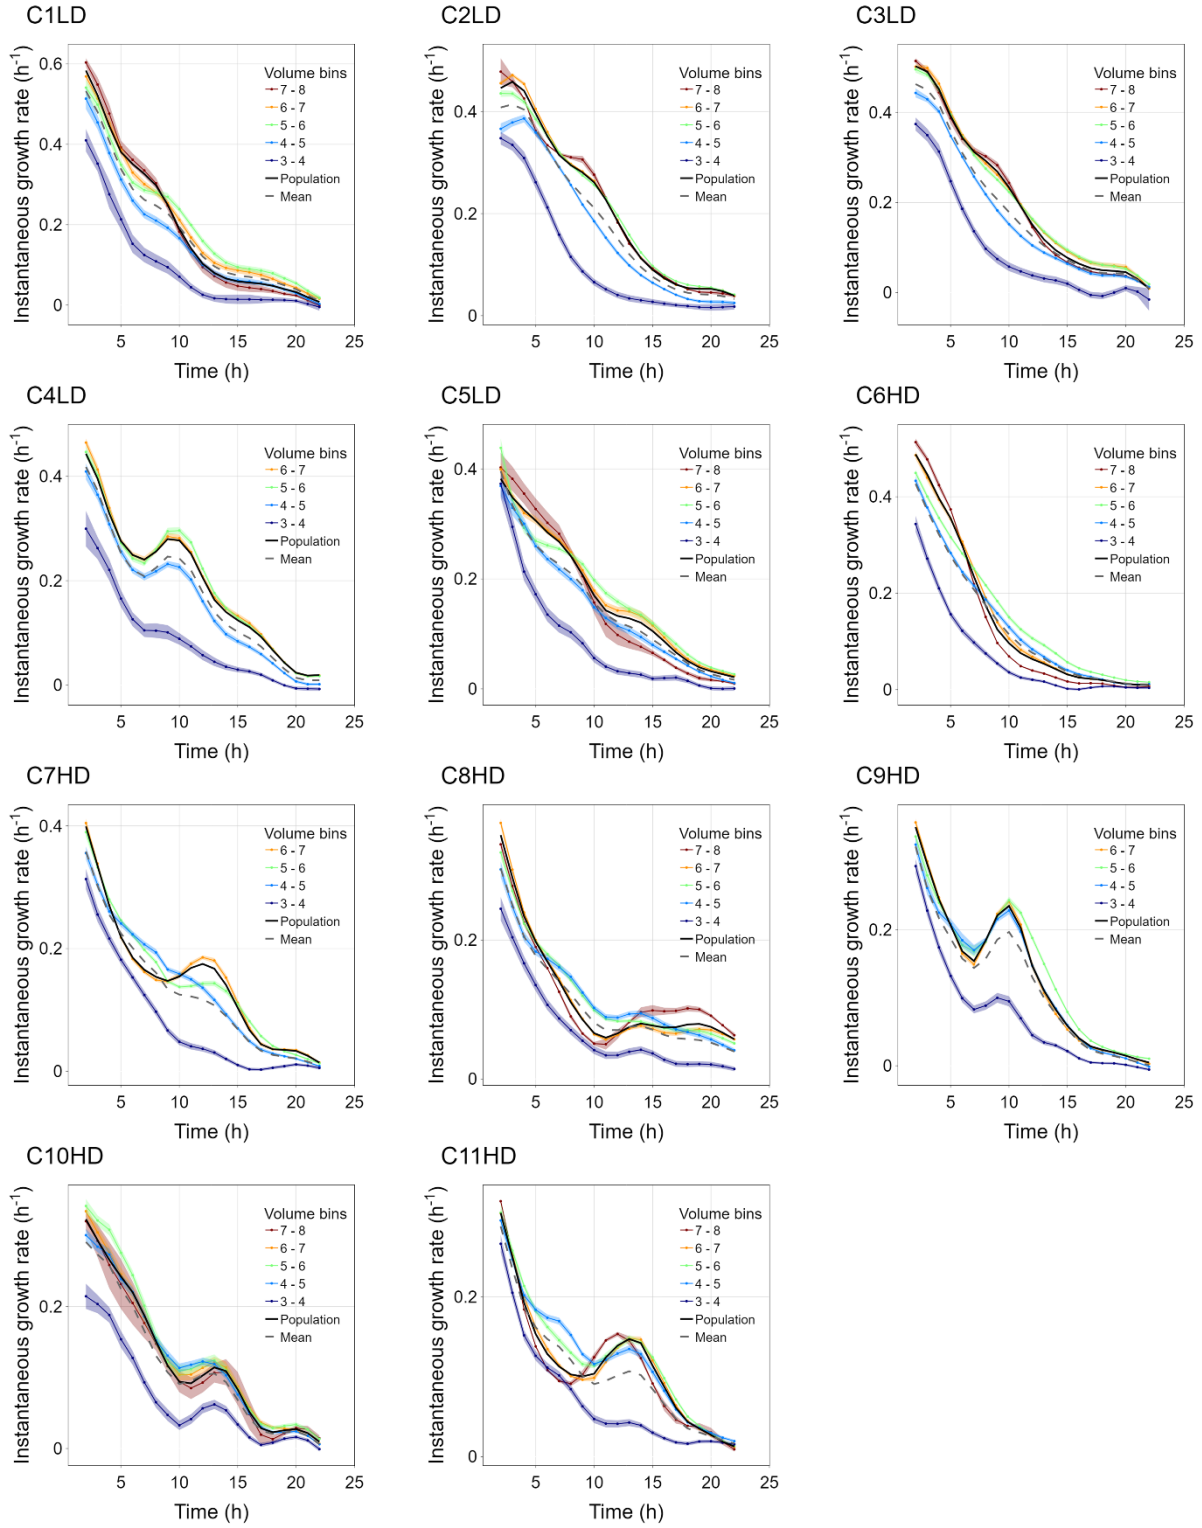 C1LD
Instantaneous growth rate (h⁻¹)
0.6
0.4
0.2
0
5 10 15 20 25
Time (h)
Volume bins
7 - 8
6 - 7
5 - 6
4 - 5
3 - 4
Population
Mean
C2LD
Instantaneous growth rate (h⁻¹)
0.4
0.2
0
5 10 15 20 25
Time (h)
Volume bins
7 - 8
6 - 7
5 - 6
4 - 5
3 - 4
Population
Mean
C3LD
Instantaneous growth rate (h⁻¹)
0.4
0.2
0
5 10 15 20 25
Time (h)
Volume bins
7 - 8
6 - 7
5 - 6
4 - 5
3 - 4
Population
Mean
C4LD
Instantaneous growth rate (h⁻¹)
0.4
0.2
0
5 10 15 20 25
Time (h)
Volume bins
6 - 7
5 - 6
4 - 5
3 - 4
Population
Mean
C5LD
Instantaneous growth rate (h⁻¹)
0.4
0.2
0
5 10 15 20 25
Time (h)
Volume bins
7 - 8
6 - 7
5 - 6
4 - 5
3 - 4
Population
Mean
C6HD
Instantaneous growth rate (h⁻¹)
0.4
0.2
0
5 10 15 20 25
Time (h)
Volume bins
7 - 8
6 - 7
5 - 6
4 - 5
3 - 4
Population
Mean
C7HD
Instantaneous growth rate (h⁻¹)
0.4
0.2
0
5 10 15 20 25
Time (h)
Volume bins
6 - 7
5 - 6
4 - 5
3 - 4
Population
Mean
C8HD
Instantaneous growth rate (h⁻¹)
0.2
0
5 10 15 20 25
Time (h)
Volume bins
7 - 8
6 - 7
5 - 6
4 - 5
3 - 4
Population
Mean
C9HD
Instantaneous growth rate (h⁻¹)
0.2
0
5 10 15 20 25
Time (h)
Volume bins
6 - 7
5 - 6
4 - 5
3 - 4
Population
Mean
C10HD
Instantaneous growth rate (h⁻¹)
0.2
0
5 10 15 20 25
Time (h)
Volume bins
7 - 8
6 - 7
5 - 6
4 - 5
3 - 4
Population
Mean
C11HD
Instantaneous growth rate (h⁻¹)
0.2
0
5 10 15 20 25
Time (h)
Volume bins
7 - 8
6 - 7
5 - 6
4 - 5
3 - 4
Population
Mean